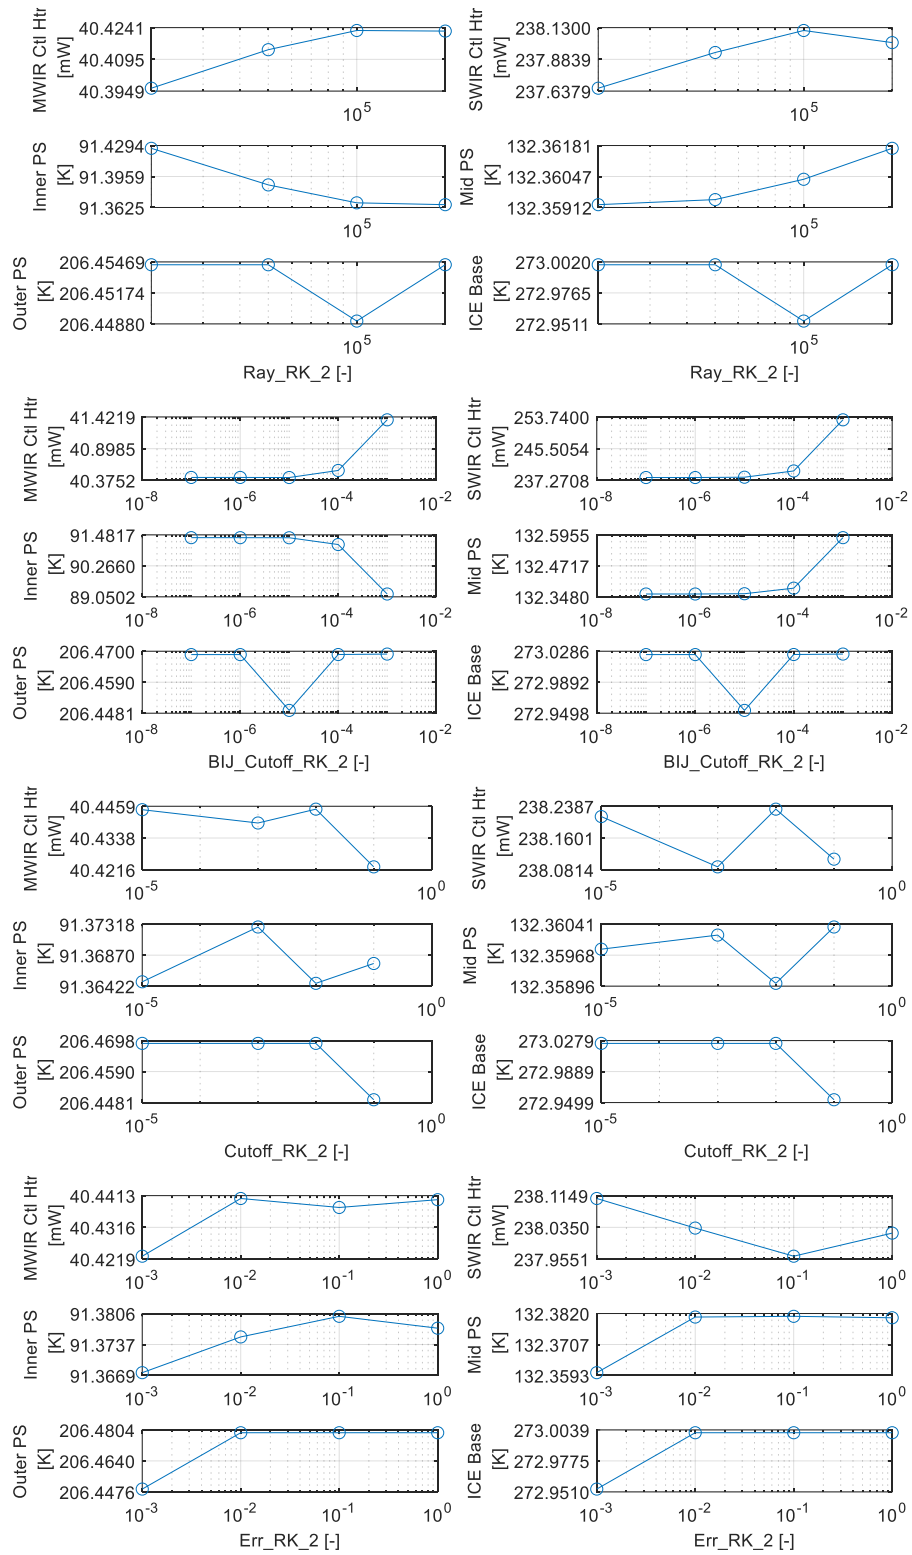 MWIR Ctl Htr
[mW]
40.4241
40.4095
40.3949
10^5
SWIR Ctl Htr
[mW]
238.1300
237.8839
237.6379
10^5
Inner PS
[K]
91.4294
91.3959
91.3625
10^5
Mid PS
[K]
132.36181
132.36047
132.35912
10^5
Outer PS
[K]
206.45469
206.45174
206.44880
10^5
Ray_RK_2 [-]
ICE Base
[K]
273.0020
272.9765
272.9511
10^5
Ray_RK_2 [-]
MWIR Ctl Htr
[mW]
41.4219
40.8985
40.3752
10^-8 10^-6 10^-4 10^-2
SWIR Ctl Htr
[mW]
253.7400
245.5054
237.2708
10^-8 10^-6 10^-4 10^-2
Inner PS
[K]
91.4817
90.2660
89.0502
10^-8 10^-6 10^-4 10^-2
Mid PS
[K]
132.5955
132.4717
132.3480
10^-8 10^-6 10^-4 10^-2
Outer PS
[K]
206.4700
206.4590
206.4481
10^-8 10^-6 10^-4 10^-2
BIJ_Cutoff_RK_2 [-]
ICE Base
[K]
273.0286
272.9892
272.9498
10^-8 10^-6 10^-4 10^-2
BIJ_Cutoff_RK_2 [-]
MWIR Ctl Htr
[mW]
40.4459
40.4338
40.4216
10^-5 10^0
SWIR Ctl Htr
[mW]
238.2387
238.1601
238.0814
10^-5 10^0
Inner PS
[K]
91.37318
91.36870
91.36422
10^-5 10^0
Mid PS
[K]
132.36041
132.35968
132.35896
10^-5 10^0
Outer PS
[K]
206.4698
206.4590
206.4481
10^-5 10^0
Cutoff_RK_2 [-]
ICE Base
[K]
273.0279
272.9889
272.9499
10^-5 10^0
Cutoff_RK_2 [-]
MWIR Ctl Htr
[mW]
40.4413
40.4316
40.4219
10^-3 10^-2 10^-1 10^0
SWIR Ctl Htr
[mW]
238.1149
238.0350
237.9551
10^-3 10^-2 10^-1 10^0
Inner PS
[K]
91.3806
91.3737
91.3669
10^-3 10^-2 10^-1 10^0
Mid PS
[K]
132.3820
132.3707
132.3593
10^-3 10^-2 10^-1 10^0
Outer PS
[K]
206.4804
206.4640
206.4476
10^-3 10^-2 10^-1 10^0
Err_RK_2 [-]
ICE Base
[K]
273.0039
272.9775
272.9510
10^-3 10^-2 10^-1 10^0
Err_RK_2 [-]